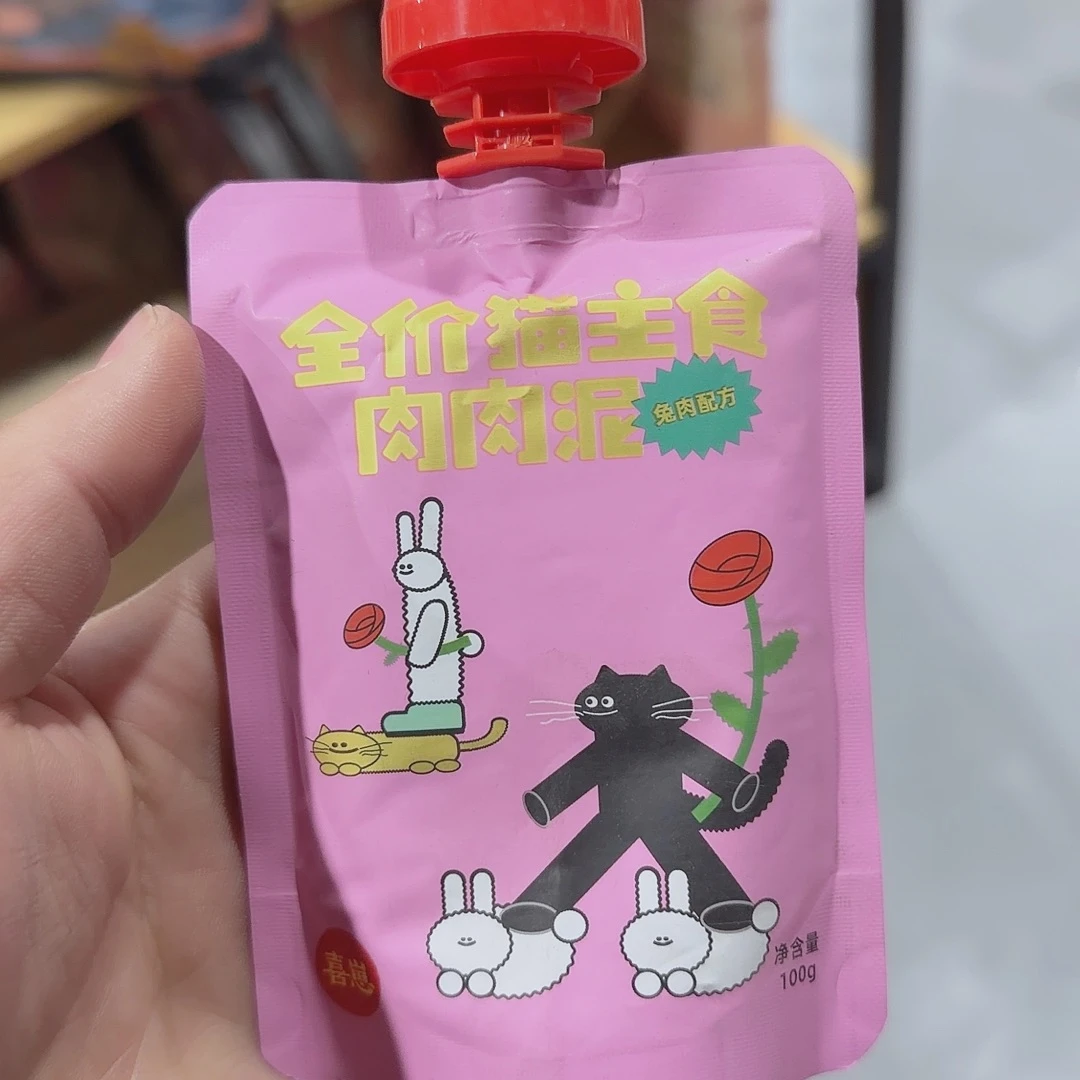 全价猫主食
肉肉泥
兔肉配方
喜崽
净含量
100g